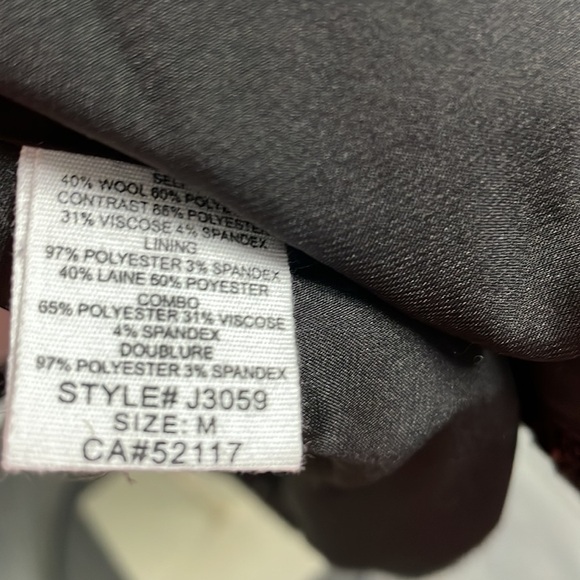 SELF
40% WOOL 60% POLYE
CONTRAST 65% POLYESTER
31% VISCOSE 4% SPANDEX
LINING
97% POLYESTER 3% SPANDEX
40% LAINE 60% POYESTER
COMBO
65% POLYESTER 31% VISCOSE
4% SPANDEX
DOUBLURE
97% POLYESTER 3% SPANDEX
STYLE# J3059
SIZE: M
CA#52117